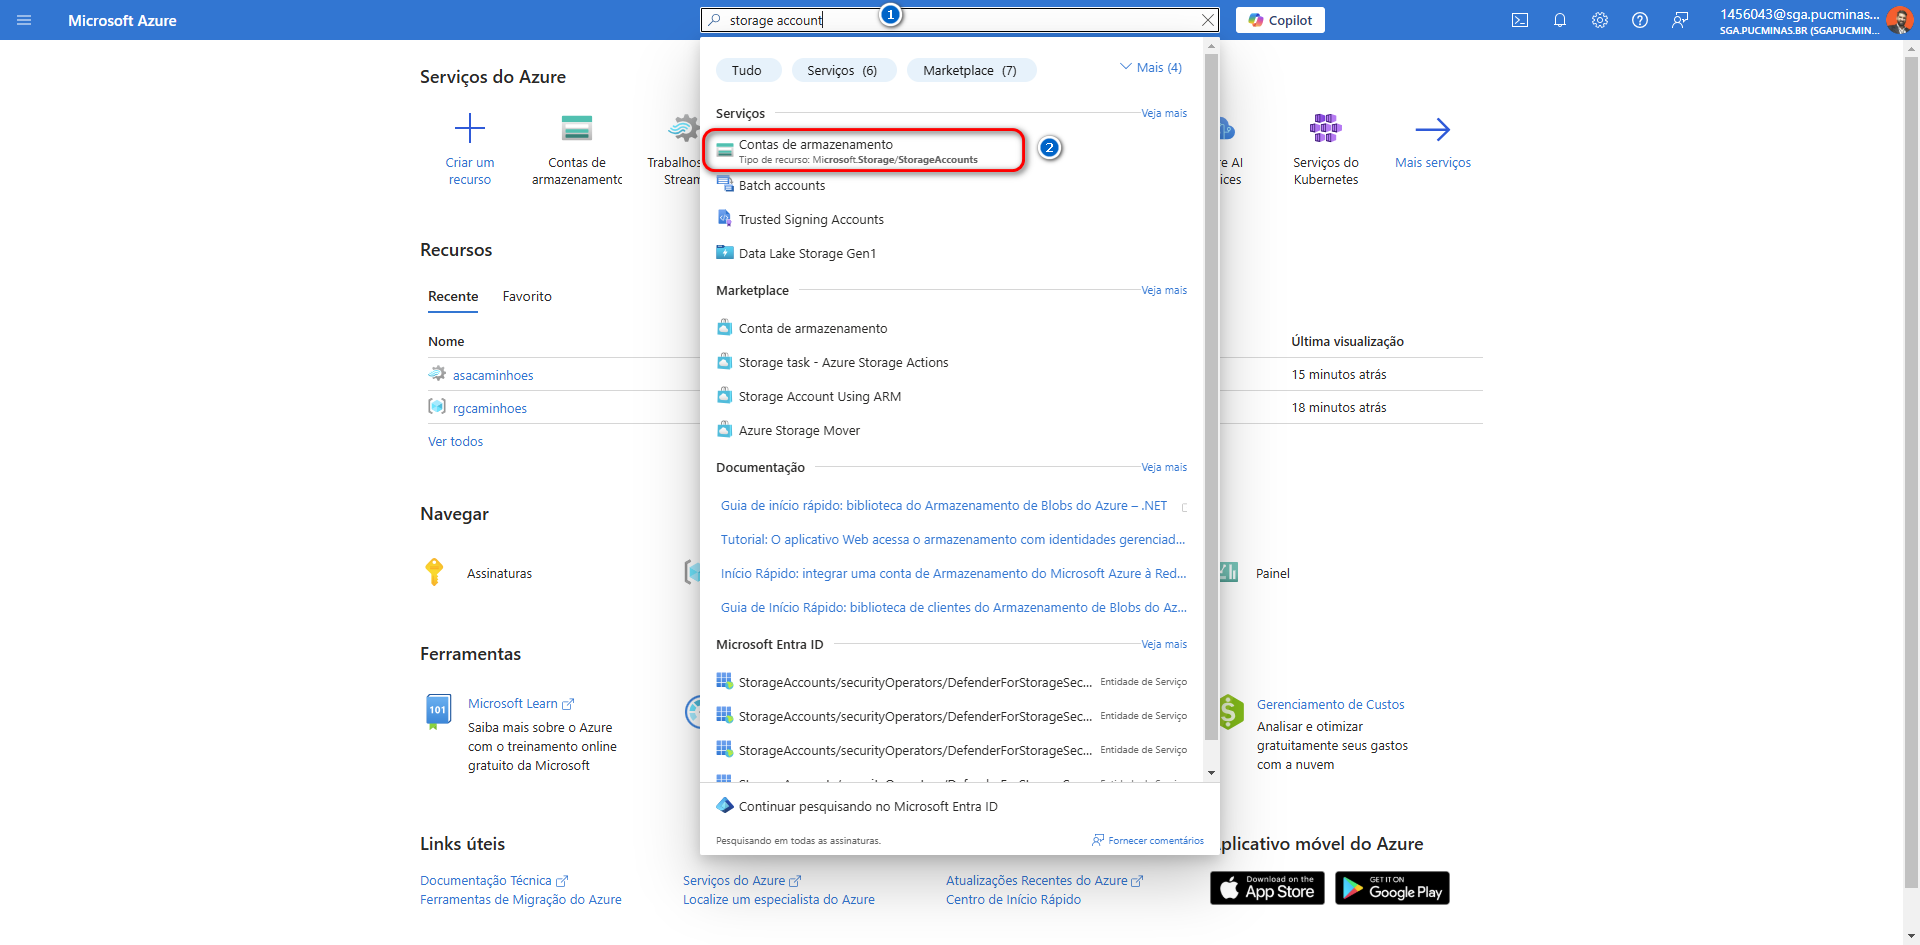 Microsoft Azure
storage account
1
Copilot
1456043@sga.pucminas...
SGA.PUCMINAS.BR (SGAPUCMIN...
Tudo
Serviços (6)
Marketplace (7)
Mais (4)
Serviços
Veja mais
Contas de armazenamento
Tipo de recurso: Microsoft.Storage/StorageAccounts
2
Batch accounts
Trusted Signing Accounts
Data Lake Storage Gen1
Marketplace
Veja mais
Conta de armazenamento
Storage task - Azure Storage Actions
Storage Account Using ARM
Azure Storage Mover
Documentação
Veja mais
Guia de início rápido: biblioteca do Armazenamento de Blobs do Azure – .NET
Tutorial: O aplicativo Web acessa o armazenamento com identidades gerenciad...
Início Rápido: integrar uma conta de Armazenamento do Microsoft Azure à Red...
Guia de Início Rápido: biblioteca de clientes do Armazenamento de Blobs do Az...
Microsoft Entra ID
Veja mais
StorageAccounts/securityOperators/DefenderForStorageSec...
Entidade de Serviço
StorageAccounts/securityOperators/DefenderForStorageSec...
Entidade de Serviço
StorageAccounts/securityOperators/DefenderForStorageSec...
Entidade de Serviço
Continuar pesquisando no Microsoft Entra ID
Pesquisando em todas as assinaturas.
Fornecer comentários
Serviços do Azure
Criar um
recurso
Contas de
armazenamento
Trabalhos
Stream
AI
ices
Serviços do
Kubernetes
Mais serviços
Recursos
Recente
Favorito
Nome
Última visualização
asacaminhoes
15 minutos atrás
rgcaminhoes
18 minutos atrás
Ver todos
Navegar
Assinaturas
Painel
Ferramentas
101
Microsoft Learn
Saiba mais sobre o Azure
com o treinamento online
gratuito da Microsoft
Gerenciamento de Custos
Analisar e otimizar
gratuitamente seus gastos
com a nuvem
Links úteis
plicativo móvel do Azure
Documentação Técnica
Ferramentas de Migração do Azure
Serviços do Azure
Localize um especialista do Azure
Atualizações Recentes do Azure
Centro de Início Rápido
Download on the
App Store
GET IT ON
Google Play